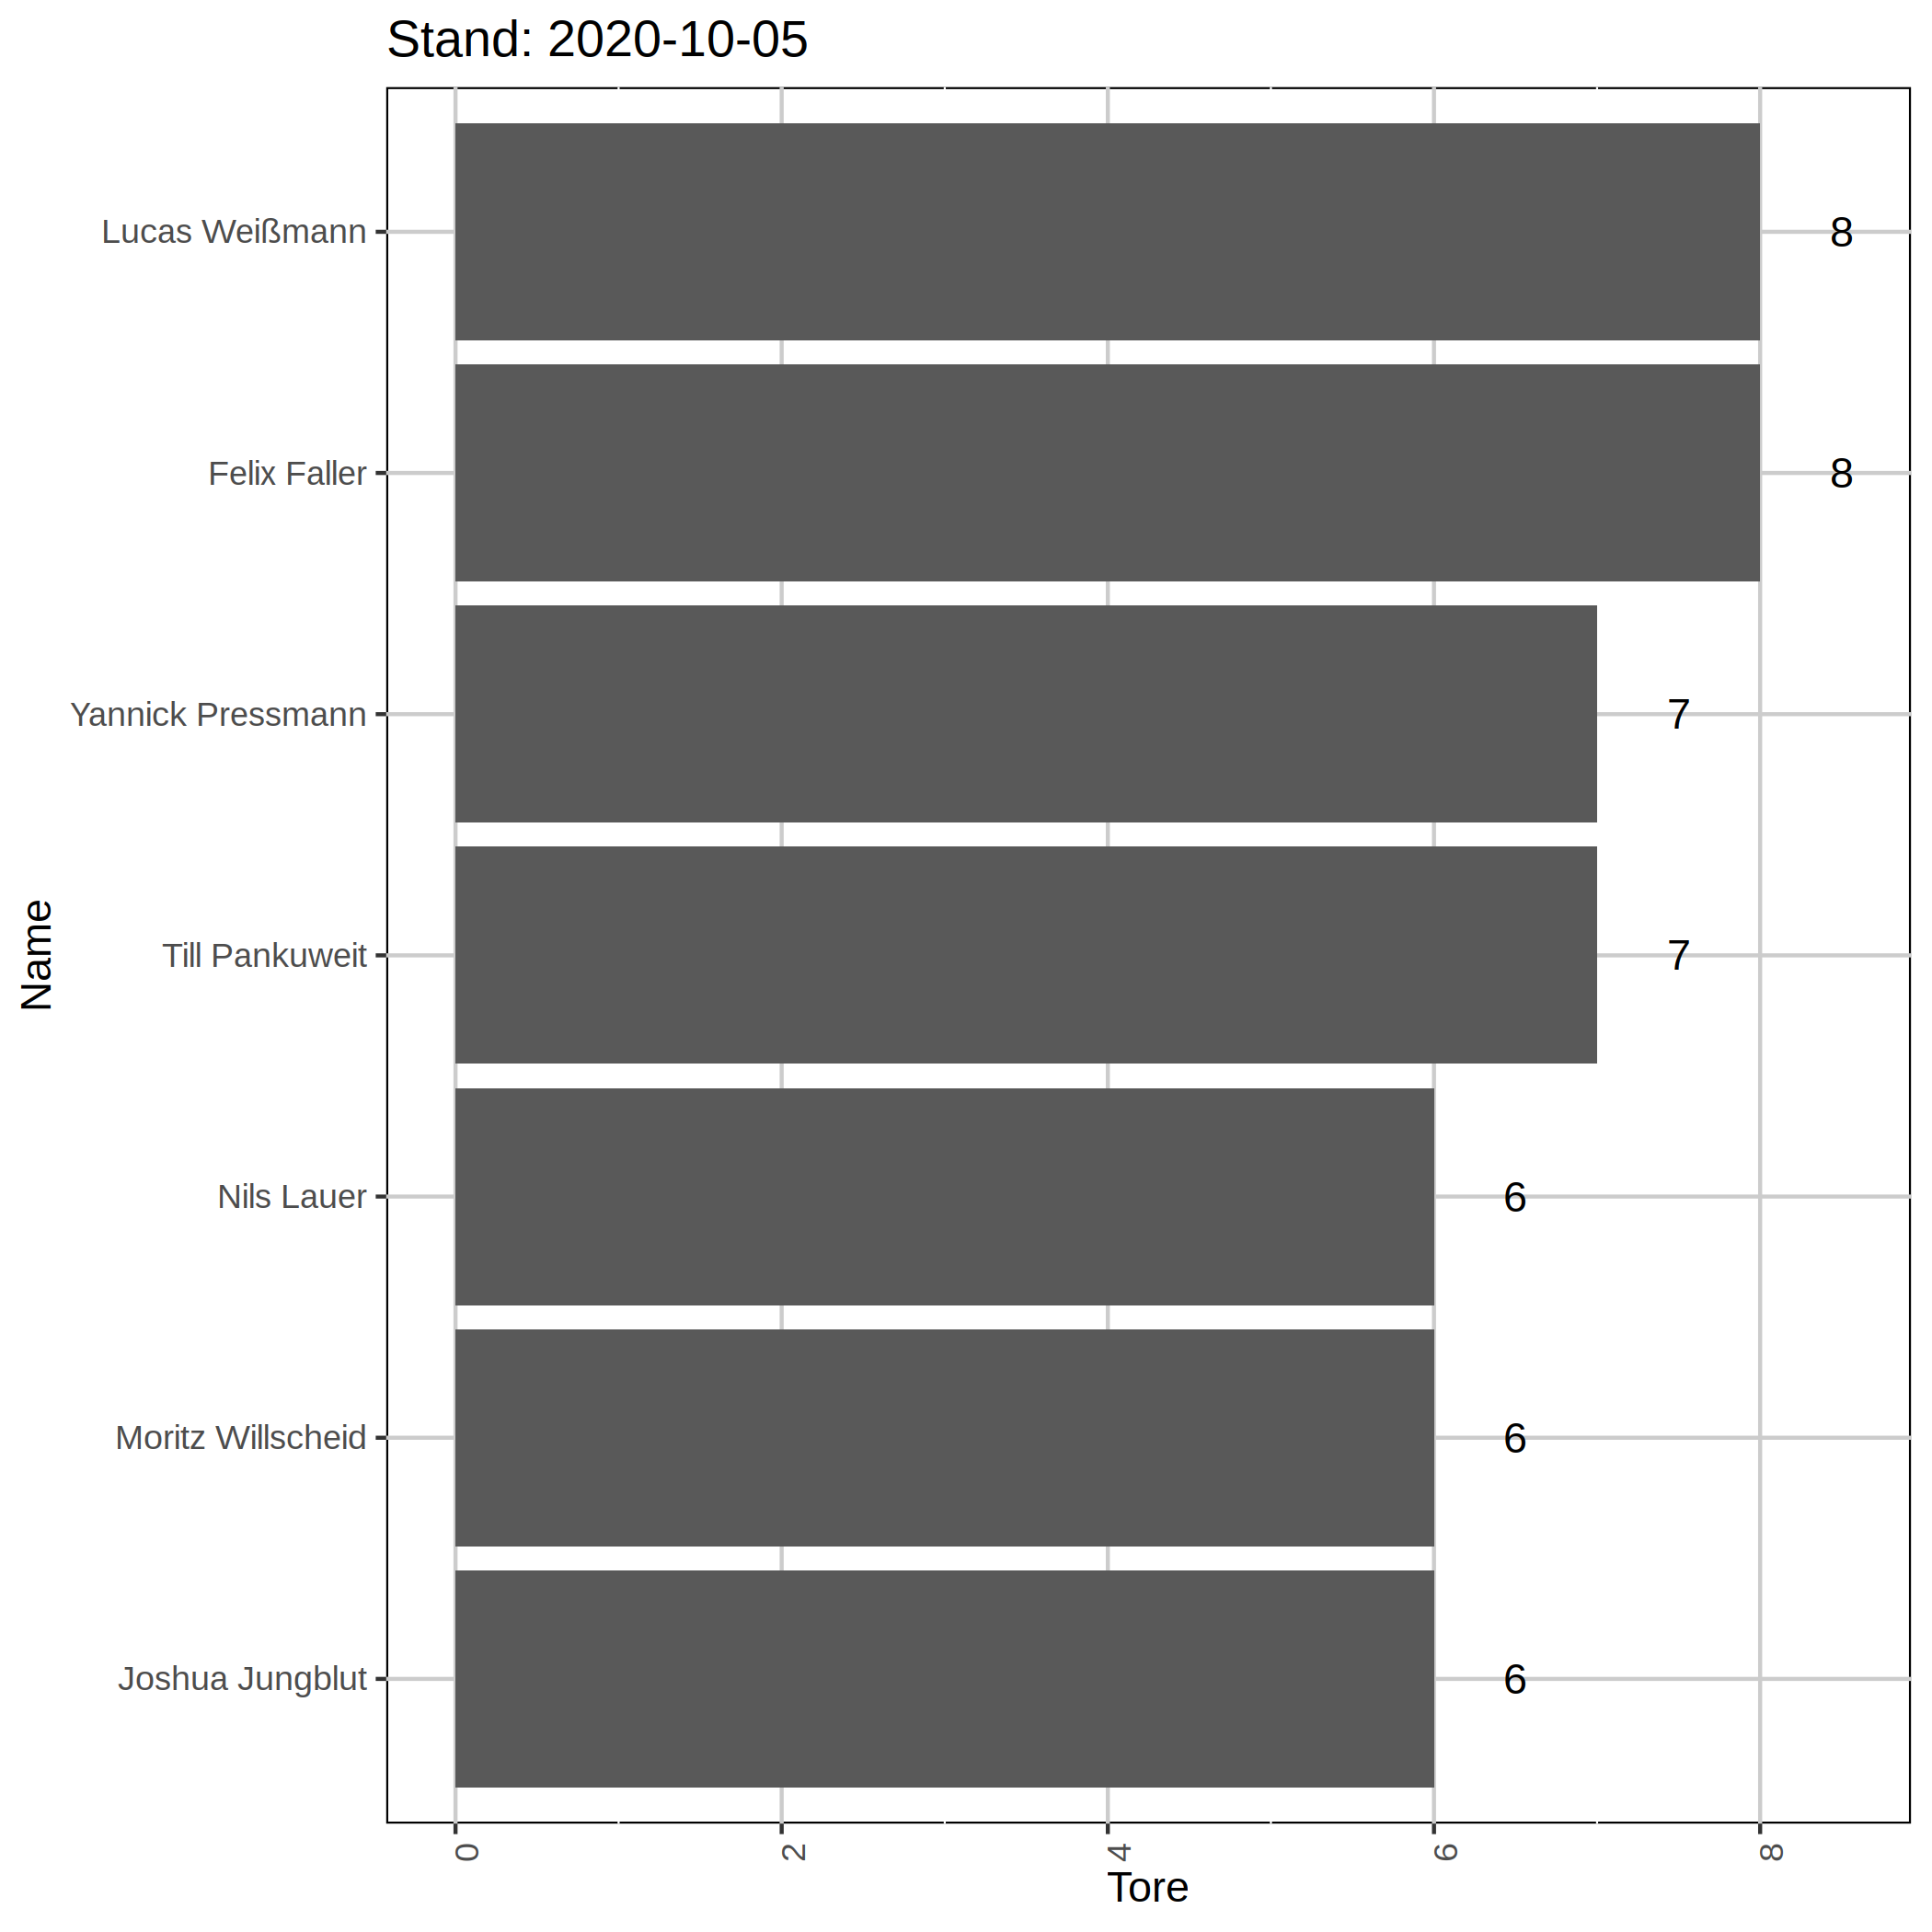 Stand: 2020-10-05
Lucas Weißmann
8
Felix Faller
8
Yannick Pressmann
7
Till Pankuweit
7
Nils Lauer
6
Moritz Willscheid
6
Joshua Jungblut
6
Name
0 2 4 6 8
Tore